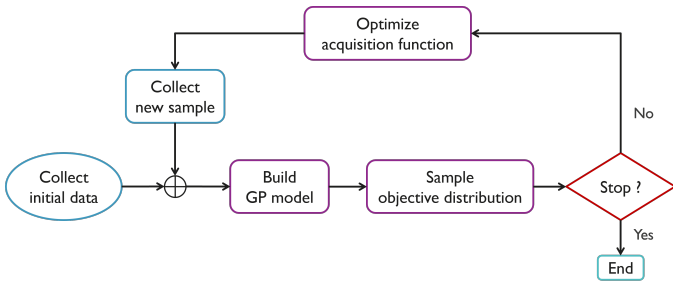 Optimize
acquisition function
Collect
new sample
No
Collect
initial data
Build
GP model
Sample
objective distribution
Stop ?
Yes
End